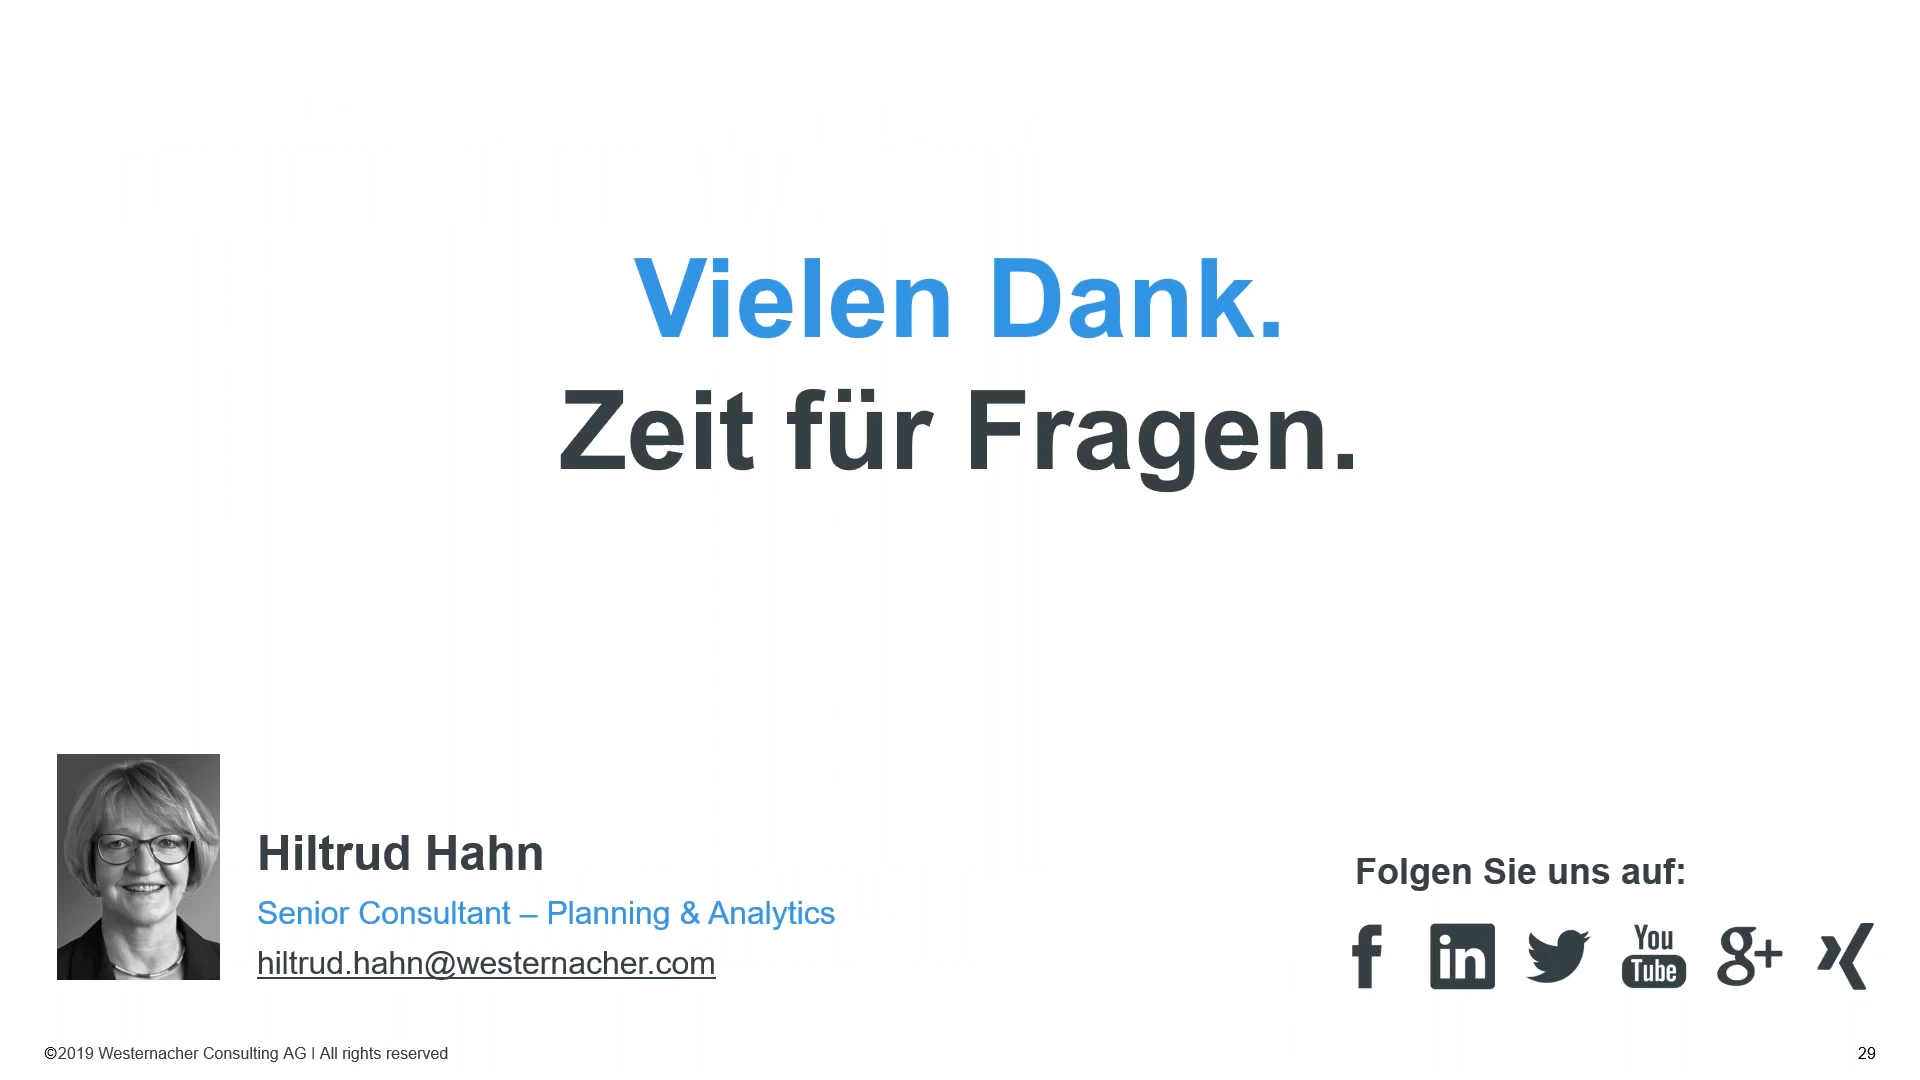 Vielen Dank.
Zeit für Fragen.
Hiltrud Hahn
Senior Consultant – Planning & Analytics
hiltrud.hahn@westernacher.com
Folgen Sie uns auf:
f in You Tube g+
©2019 Westernacher Consulting AG I All rights reserved
29